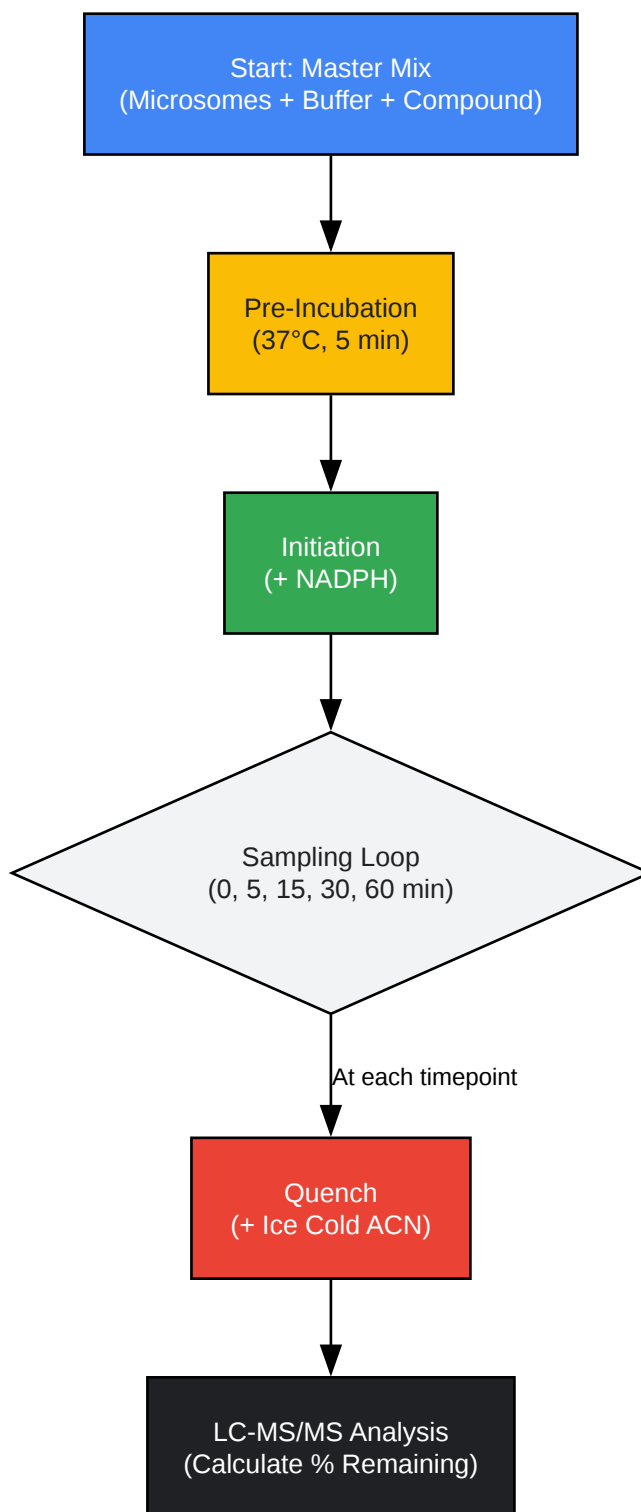 Start: Master Mix
(Microsomes + Buffer + Compound)
Pre-Incubation
(37°C, 5 min)
Initiation
(+ NADPH)
Sampling Loop
(0, 5, 15, 30, 60 min)
At each timepoint
Quench
(+ Ice Cold ACN)
LC-MS/MS Analysis
(Calculate % Remaining)